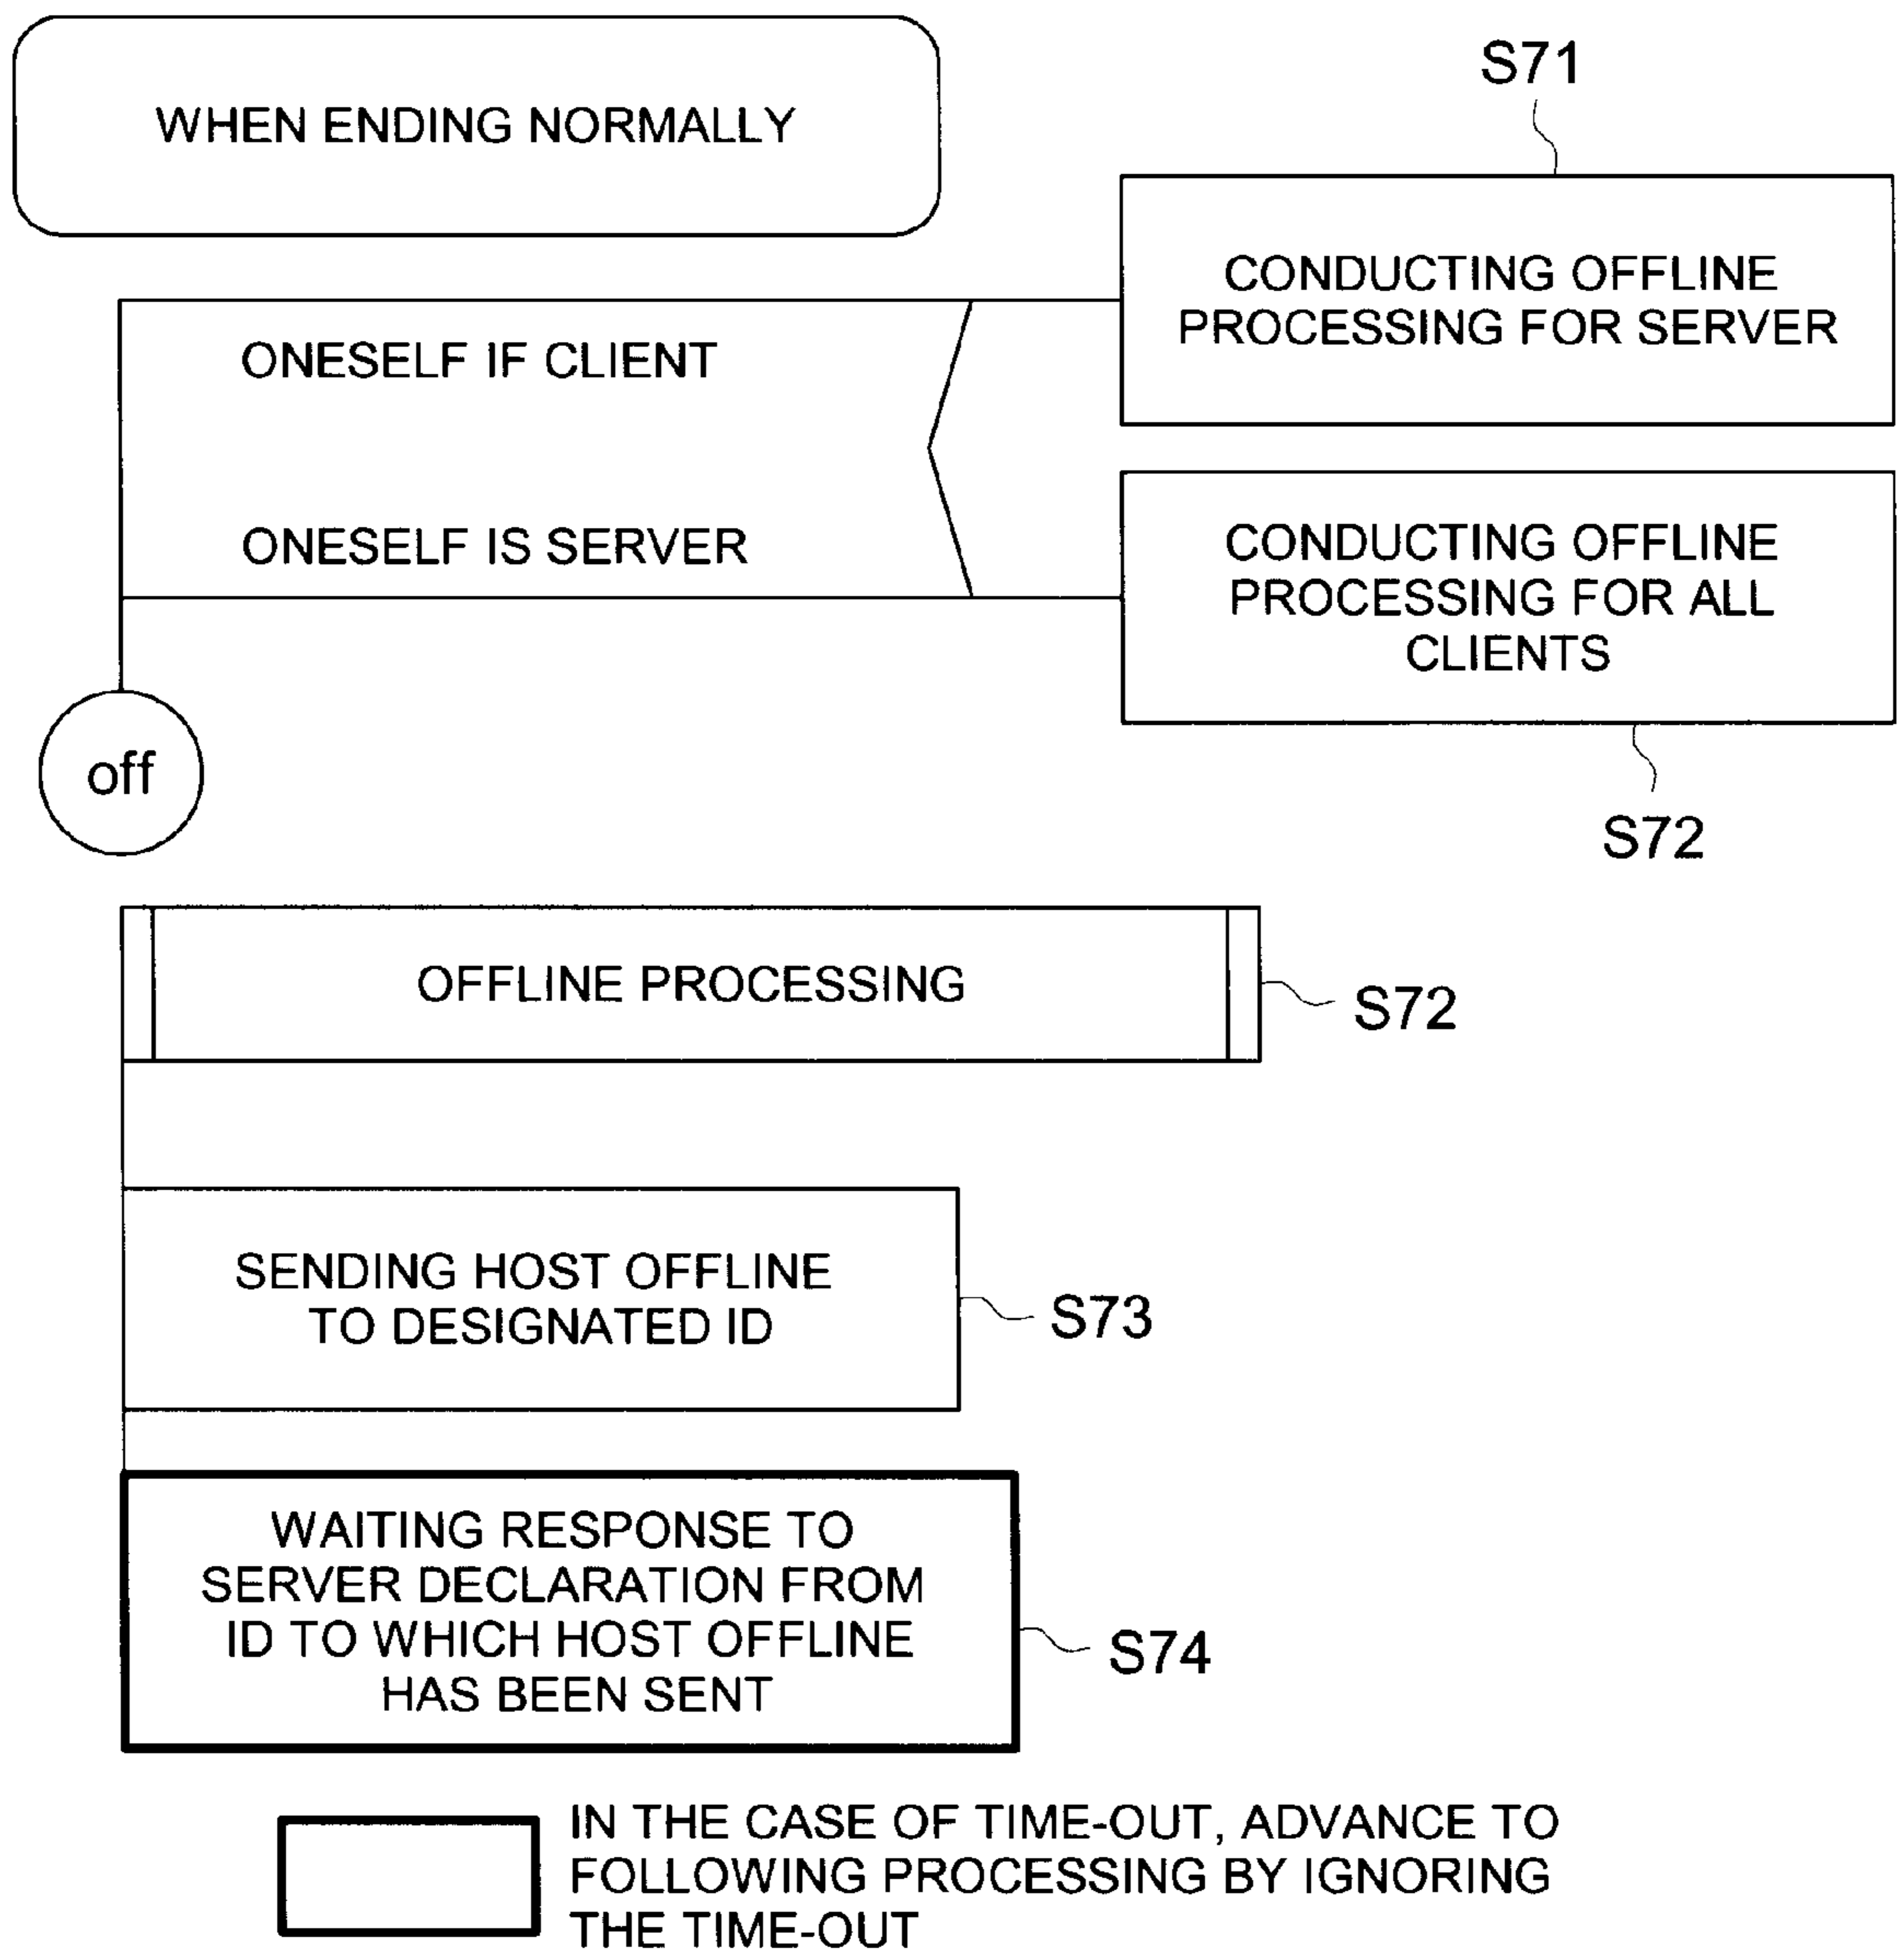 WHEN ENDING NORMALLY
S71
CONDUCTING OFFLINE
PROCESSING FOR SERVER
ONESELF IF CLIENT
ONESELF IS SERVER
CONDUCTING OFFLINE
PROCESSING FOR ALL
CLIENTS
off
S72
OFFLINE PROCESSING
S72
SENDING HOST OFFLINE
TO DESIGNATED ID
S73
WAITING RESPONSE TO
SERVER DECLARATION FROM
ID TO WHICH HOST OFFLINE
HAS BEEN SENT
S74
IN THE CASE OF TIME-OUT, ADVANCE TO
FOLLOWING PROCESSING BY IGNORING
THE TIME-OUT